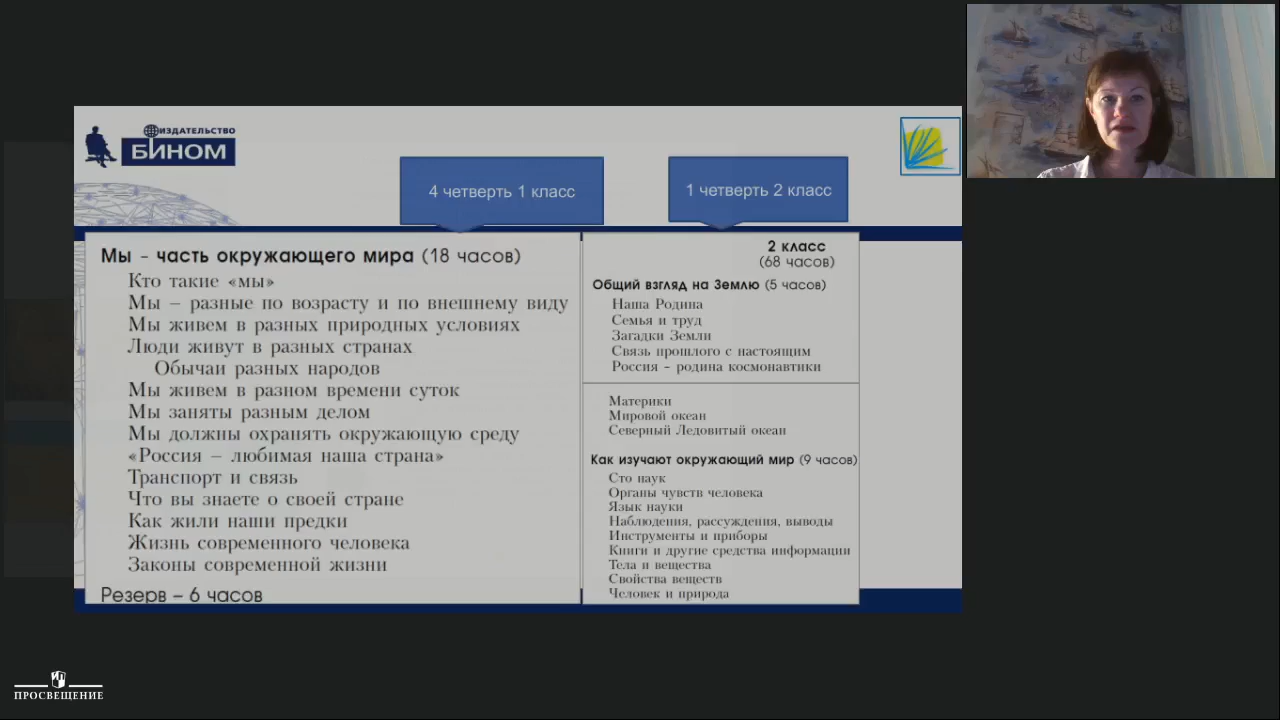 ИЗДАТЕЛЬСТВО
БИНОМ
4 четверть 1 класс
1 четверть 2 класс
Мы - часть окружающего мира (18 часов)
Кто такие «мы»
Мы – разные по возрасту и по внешнему виду
Мы живем в разных природных условиях
Люди живут в разных странах
Обычаи разных народов
Мы живем в разном времени суток
Мы заняты разным делом
Мы должны охранять окружающую среду
«Россия – любимая наша страна»
Транспорт и связь
Что вы знаете о своей стране
Как жили наши предки
Жизнь современного человека
Законы современной жизни
Резерв – 6 часов
2 класс
(68 часов)
Общий взгляд на Землю (5 часов)
Наша Родина
Семья и труд
Загадки Земли
Связь прошлого с настоящим
Россия - родина космонавтики
Материки
Мировой океан
Северный Ледовитый океан
Как изучают окружающий мир (9 часов)
Сто наук
Органы чувств человека
Язык науки
Наблюдения, рассуждения, выводы
Инструменты и приборы
Книги и другие средства информации
Тела и вещества
Свойства веществ
Человек и природа
ПРОСВЕЩЕНИЕ